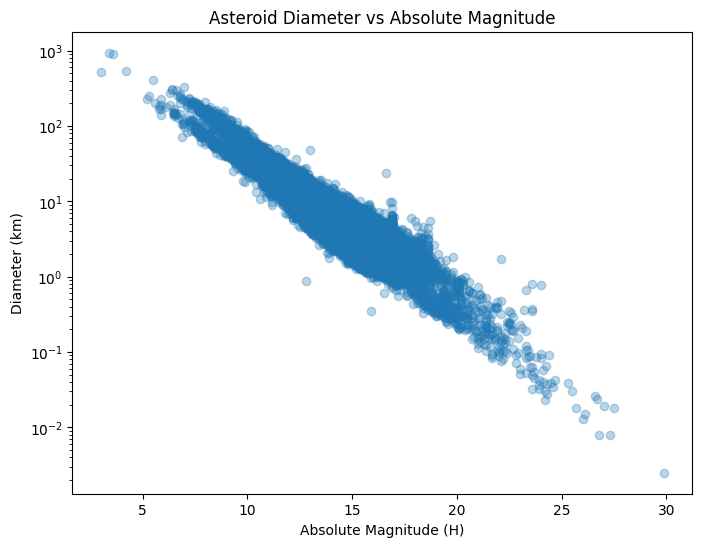 Asteroid Diameter vs Absolute Magnitude
Diameter (km)
10³
10²
10¹
10⁰
10⁻¹
10⁻²
5 10 15 20 25 30
Absolute Magnitude (H)